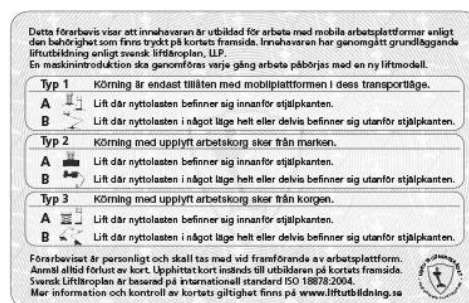 Detta förarbevis visar att innehavaren är utbildad för arbete med mobila arbetsplattformar enligt
den behörighet som finns tryckt på kortets framsida. Innehavaren har genomgått grundläggande
liftutbildning enligt svensk liftläroplan, LLP.
En maskinintroduktion ska genomföras varje gång arbete påbörjas med en ny liftmodell.
Typ 1 Körning är endast tillåten med mobilplattformen i dess transportläge.
A Lift där nyttolasten befinner sig innanför stjälpkanten.
B Lift där nyttolasten i något läge helt eller delvis befinner sig utanför stjälpkanten.
Typ 2 Körning med upplyft arbetskorg sker från marken.
A Lift där nyttolasten befinner sig innanför stjälpkanten.
B Lift där nyttolasten i något läge helt eller delvis befinner sig utanför stjälpkanten.
Typ 3 Körning med upplyft arbetskorg sker från korgen.
A Lift där nyttolasten befinner sig innanför stjälpkanten.
B Lift där nyttolasten i något läge helt eller delvis befinner sig utanför stjälpkanten.
Förarbeviset är personligt och skall tas med vid framförande av arbetsplattform.
Anmäl alltid förlust av kort. Upphittat kort insänds till utbildaren på kortets framsida.
Svensk Liftläroplan är baserad på internationell standard ISO 18878:2004.
Mer information och kontroll av kortets giltighet finns på www.liftutbildning.se